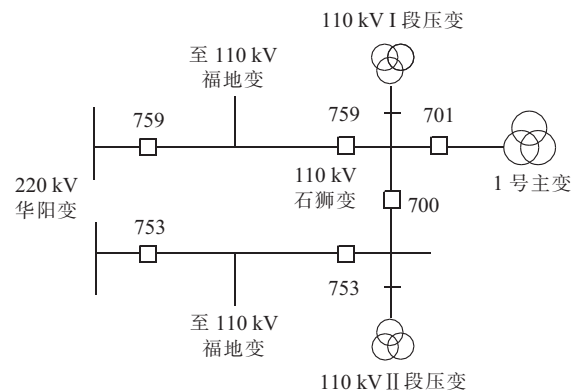 110 kV I 段压变
至 110 kV
福地变
759
759
701
220 kV
华阳变
110 kV
石狮变
1 号主变
700
753
753
至 110 kV
福地变
110 kV II 段压变